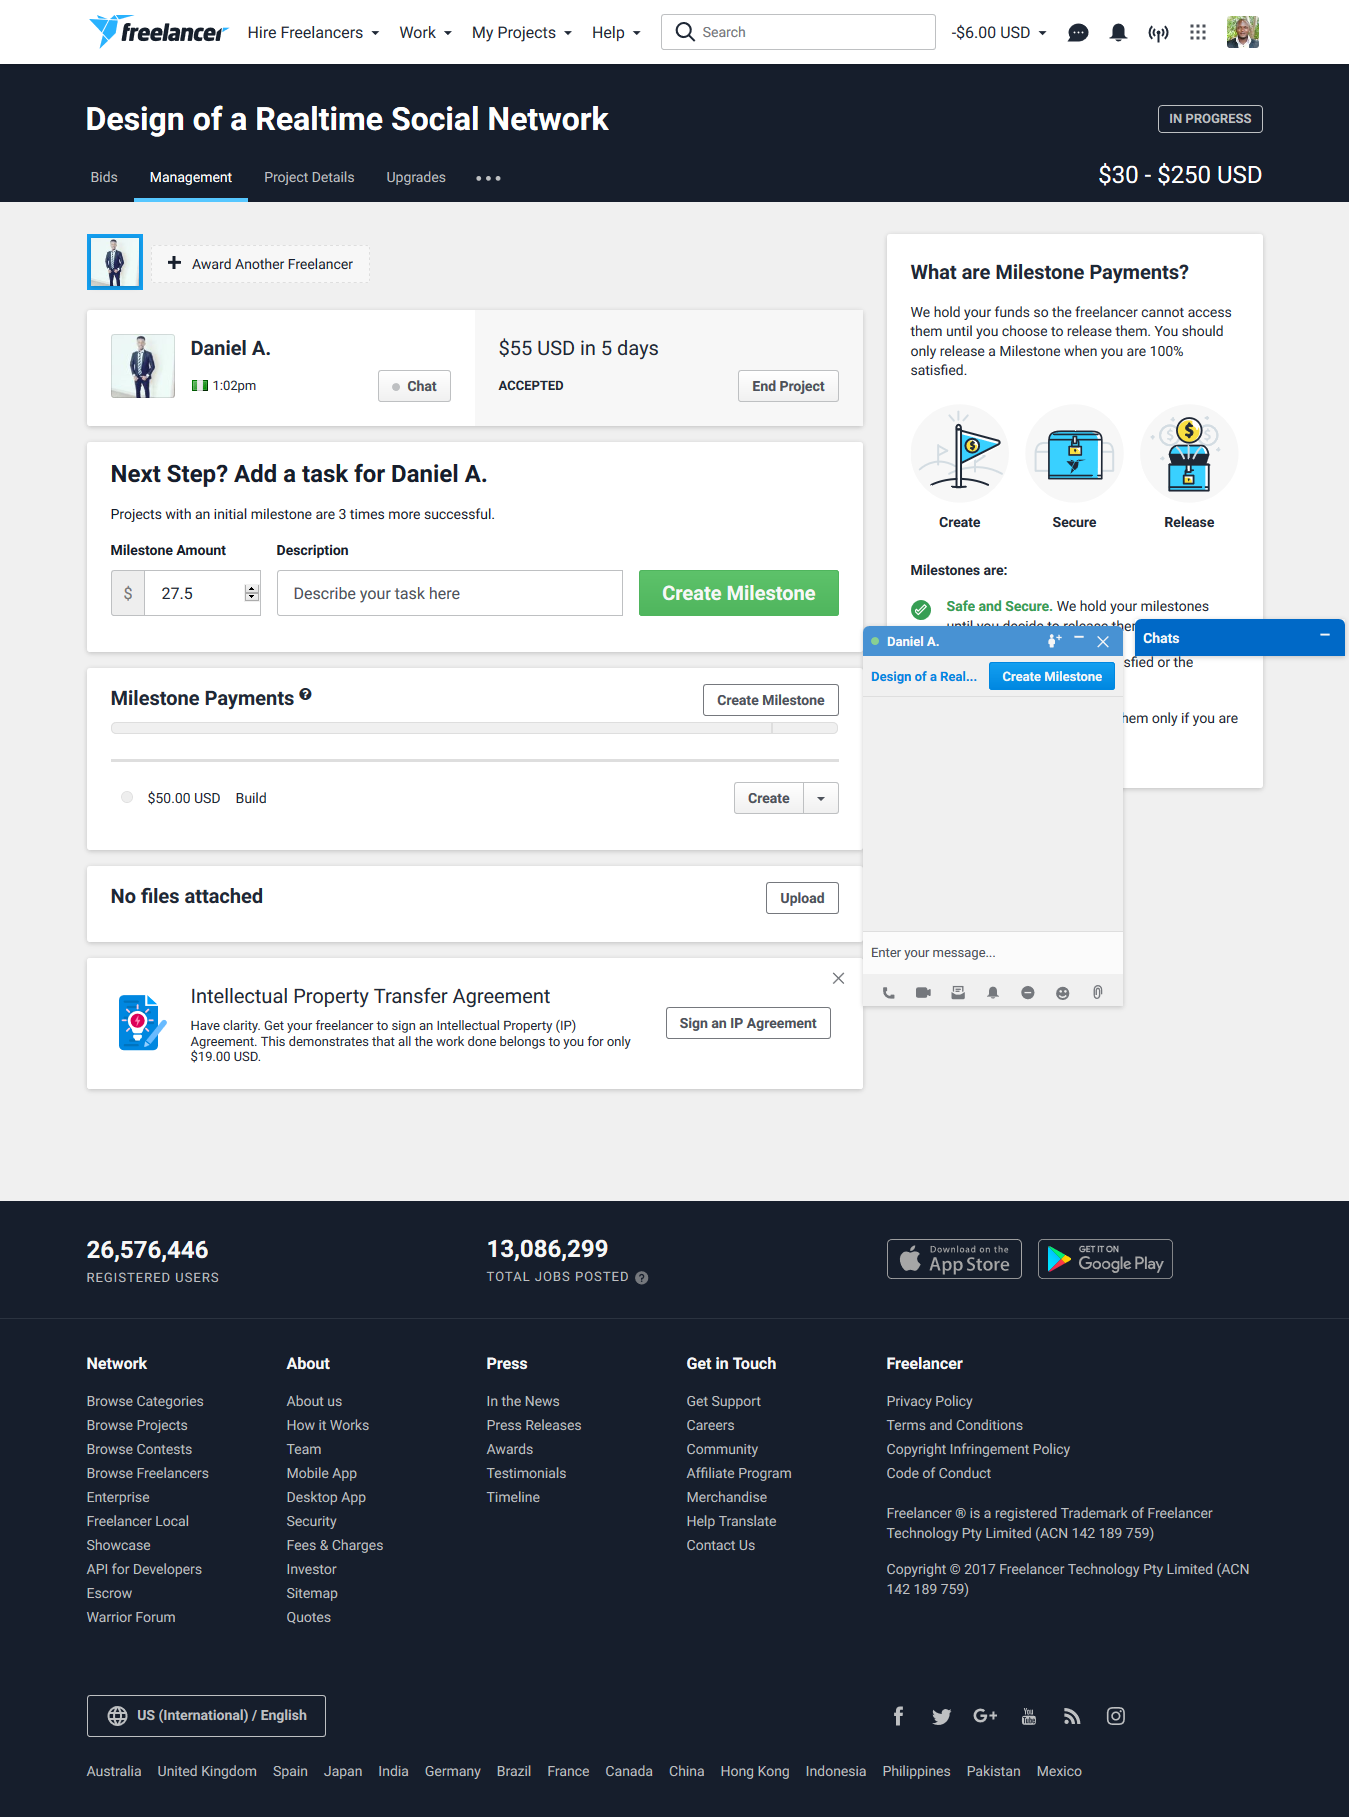 freelancer Hire Freelancers Work My Projects Help Search -$6.00 USD
Design of a Realtime Social Network
IN PROGRESS
Bids Management Project Details Upgrades
$30 - $250 USD
Award Another Freelancer
Daniel A.
1:02pm
Chat
$55 USD in 5 days
ACCEPTED
End Project
Next Step? Add a task for Daniel A.
Projects with an initial milestone are 3 times more successful.
Milestone Amount Description
$ 27.5 Describe your task here Create Milestone
Milestone Payments
Create Milestone
$50.00 USD Build Create
No files attached
Upload
Intellectual Property Transfer Agreement
Have clarity. Get your freelancer to sign an Intellectual Property (IP)
Agreement. This demonstrates that all the work done belongs to you for only
$19.00 USD.
Sign an IP Agreement
What are Milestone Payments?
We hold your funds so the freelancer cannot access
them until you choose to release them. You should
only release a Milestone when you are 100%
satisfied.
Create Secure Release
Milestones are:
Safe and Secure. We hold your milestones
until you decide to release
sfied or the
hem only if you are
Daniel A.
Design of a Real... Create Milestone
Enter your message...
Chats
26,576,446
REGISTERED USERS
13,086,299
TOTAL JOBS POSTED
Download on the
App Store
GET IT ON
Google Play
Network
Browse Categories
Browse Projects
Browse Contests
Browse Freelancers
Enterprise
Freelancer Local
Showcase
API for Developers
Escrow
Warrior Forum
About
About us
How it Works
Team
Mobile App
Desktop App
Security
Fees & Charges
Investor
Sitemap
Quotes
Press
In the News
Press Releases
Awards
Testimonials
Timeline
Get in Touch
Get Support
Careers
Community
Affiliate Program
Merchandise
Help Translate
Contact Us
Freelancer
Privacy Policy
Terms and Conditions
Copyright Infringement Policy
Code of Conduct
Freelancer ® is a registered Trademark of Freelancer
Technology Pty Limited (ACN 142 189 759)
Copyright © 2017 Freelancer Technology Pty Limited (ACN
142 189 759)
US (International) / English
G+ You Tube
Australia United Kingdom Spain Japan India Germany Brazil France Canada China Hong Kong Indonesia Philippines Pakistan Mexico